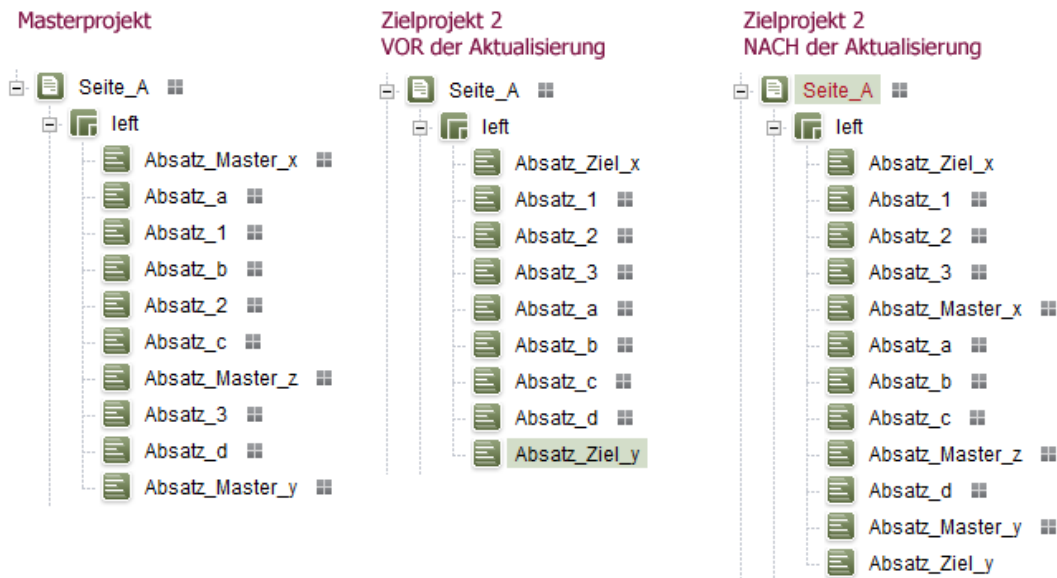 Masterprojekt
Seite_A
left
Absatz_Master_x
Absatz_a
Absatz_1
Absatz_b
Absatz_2
Absatz_c
Absatz_Master_z
Absatz_3
Absatz_d
Absatz_Master_y
Zielprojekt 2
VOR der Aktualisierung
Seite_A
left
Absatz_Ziel_x
Absatz_1
Absatz_2
Absatz_3
Absatz_a
Absatz_b
Absatz_c
Absatz_d
Absatz_Ziel_y
Zielprojekt 2
NACH der Aktualisierung
Seite_A
left
Absatz_Ziel_x
Absatz_1
Absatz_2
Absatz_3
Absatz_Master_x
Absatz_a
Absatz_b
Absatz_c
Absatz_Master_z
Absatz_d
Absatz_Master_y
Absatz_Ziel_y